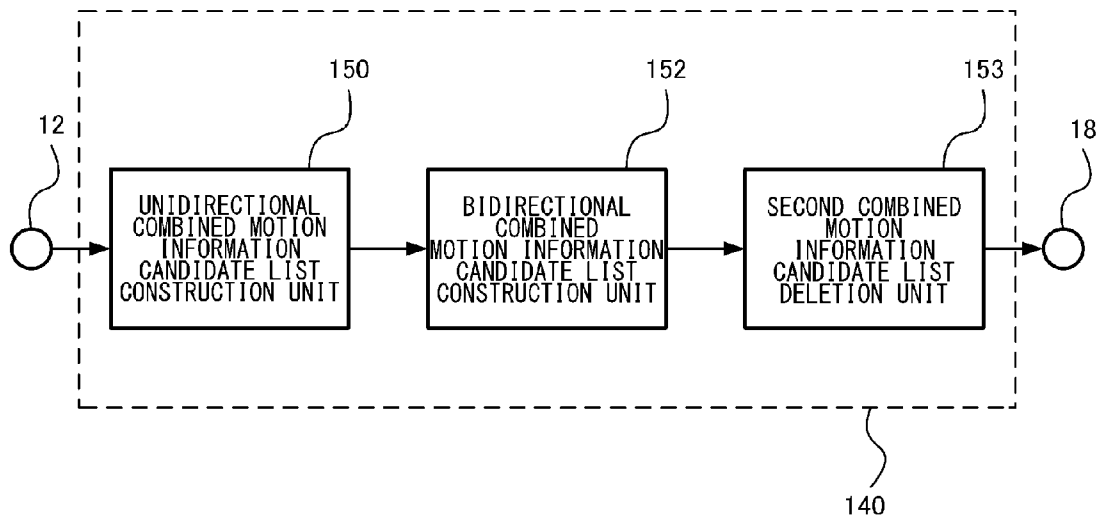 150
152
153
12
18
UNIDIRECTIONAL
COMBINED MOTION
INFORMATION
CANDIDATE LIST
CONSTRUCTION UNIT
BIDIRECTIONAL
COMBINED
MOTION INFORMATION
CANDIDATE LIST
CONSTRUCTION UNIT
SECOND COMBINED
MOTION
INFORMATION
CANDIDATE LIST
DELETION UNIT
140